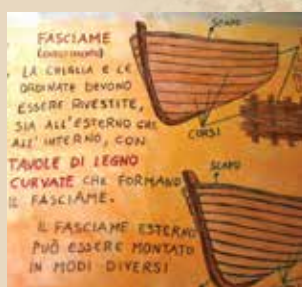 FASCIAME
(RIVESTIMENTO)
LA CHIGLIA E LE
ORDINATE DEVONO
ESSERE RIVESTITE,
SIA ALL'ESTERNO CHE
ALL'INTERNO, CON
TAVOLE DI LEGNO
CURVATE CHE FORMANO
IL FASCIAME.
IL FASCIAME ESTERNO
PUÒ ESSERE MONTATO
IN MODI DIVERSI
SCAFO
CORSI
SCAFO